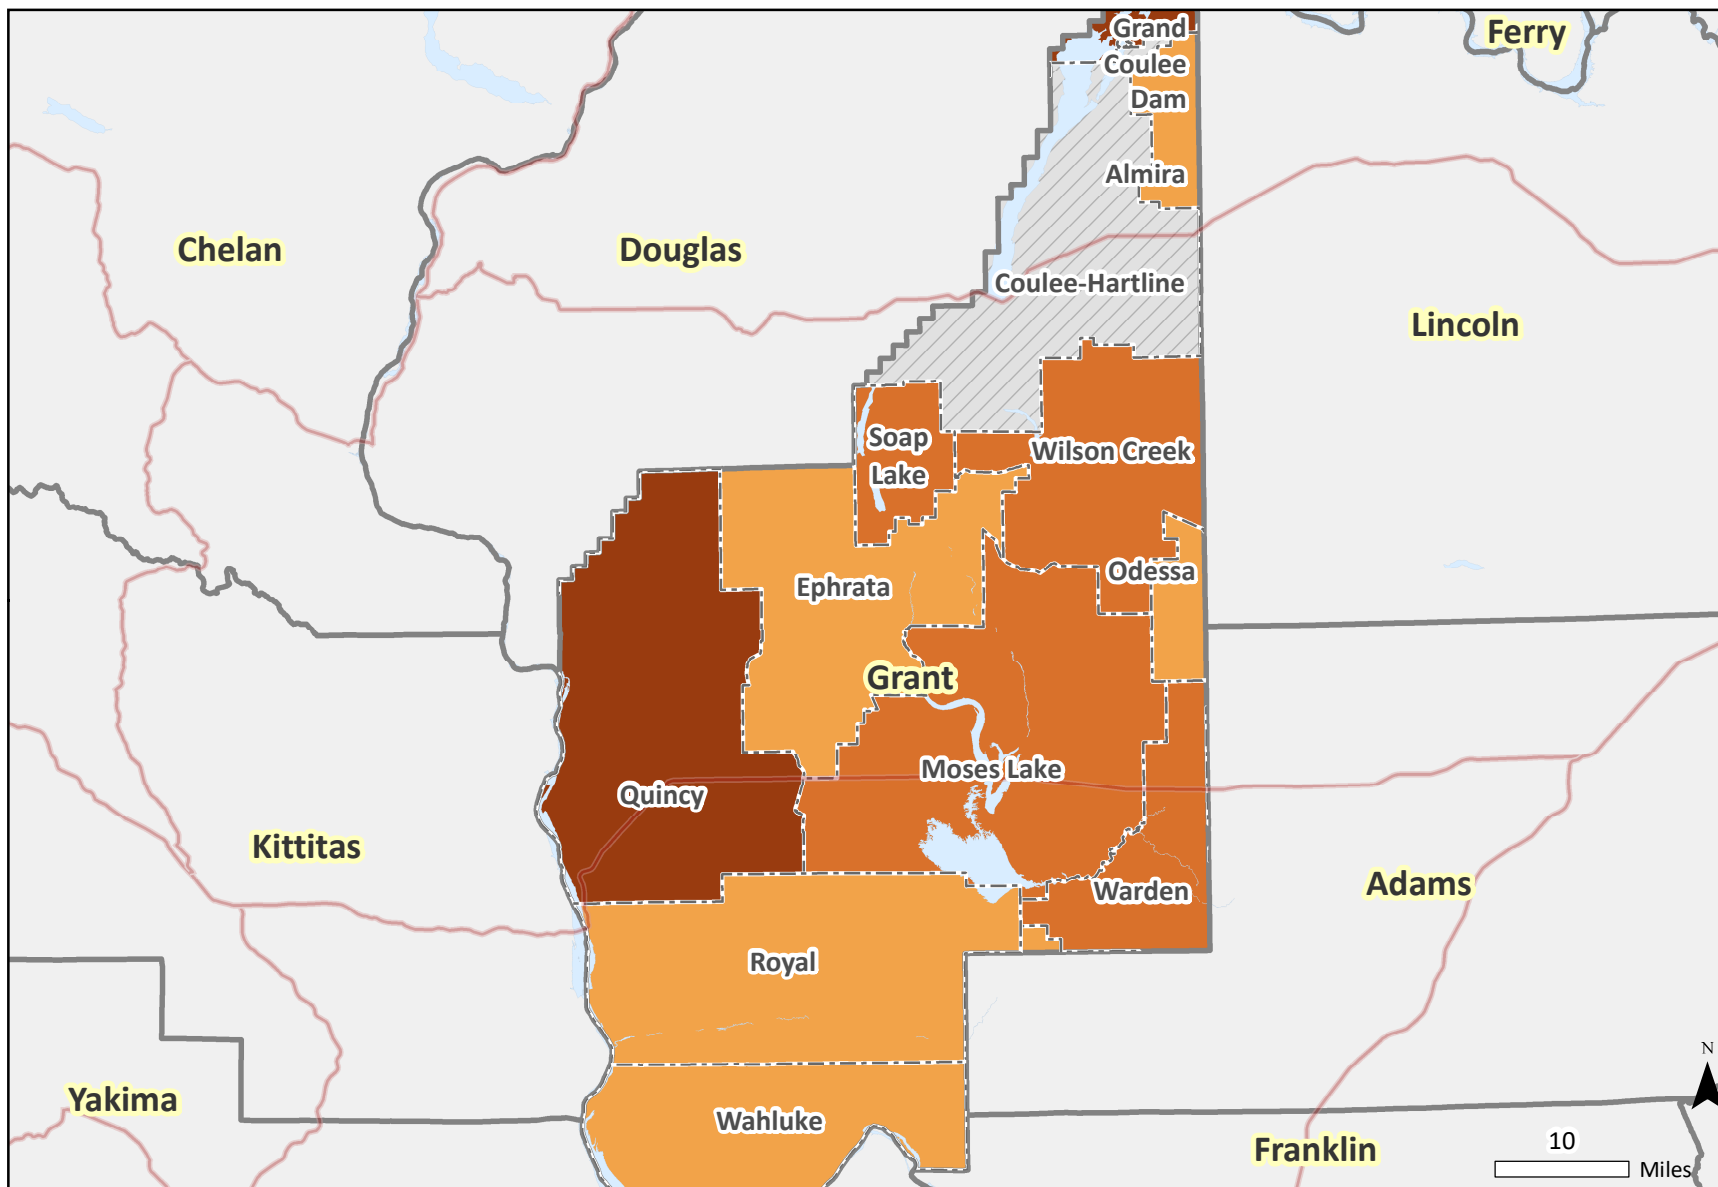 Grand
Coulee
Dam
Ferry
Almira
Chelan
Douglas
Coulee-Hartline
Lincoln
Soap
Lake
Wilson Creek
Ephrata
Odessa
Grant
Moses Lake
Quincy
Kittitas
Warden
Adams
Royal
N
Yakima
Wahluke
Franklin
10
Miles